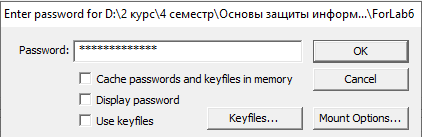 Enter password for D:\2 курс\4 семестр\Основы защиты информ...\ForLab6
Password: ************* OK
Cache passwords and keyfiles in memory Cancel
Display password
Use keyfiles Keyfiles... Mount Options...